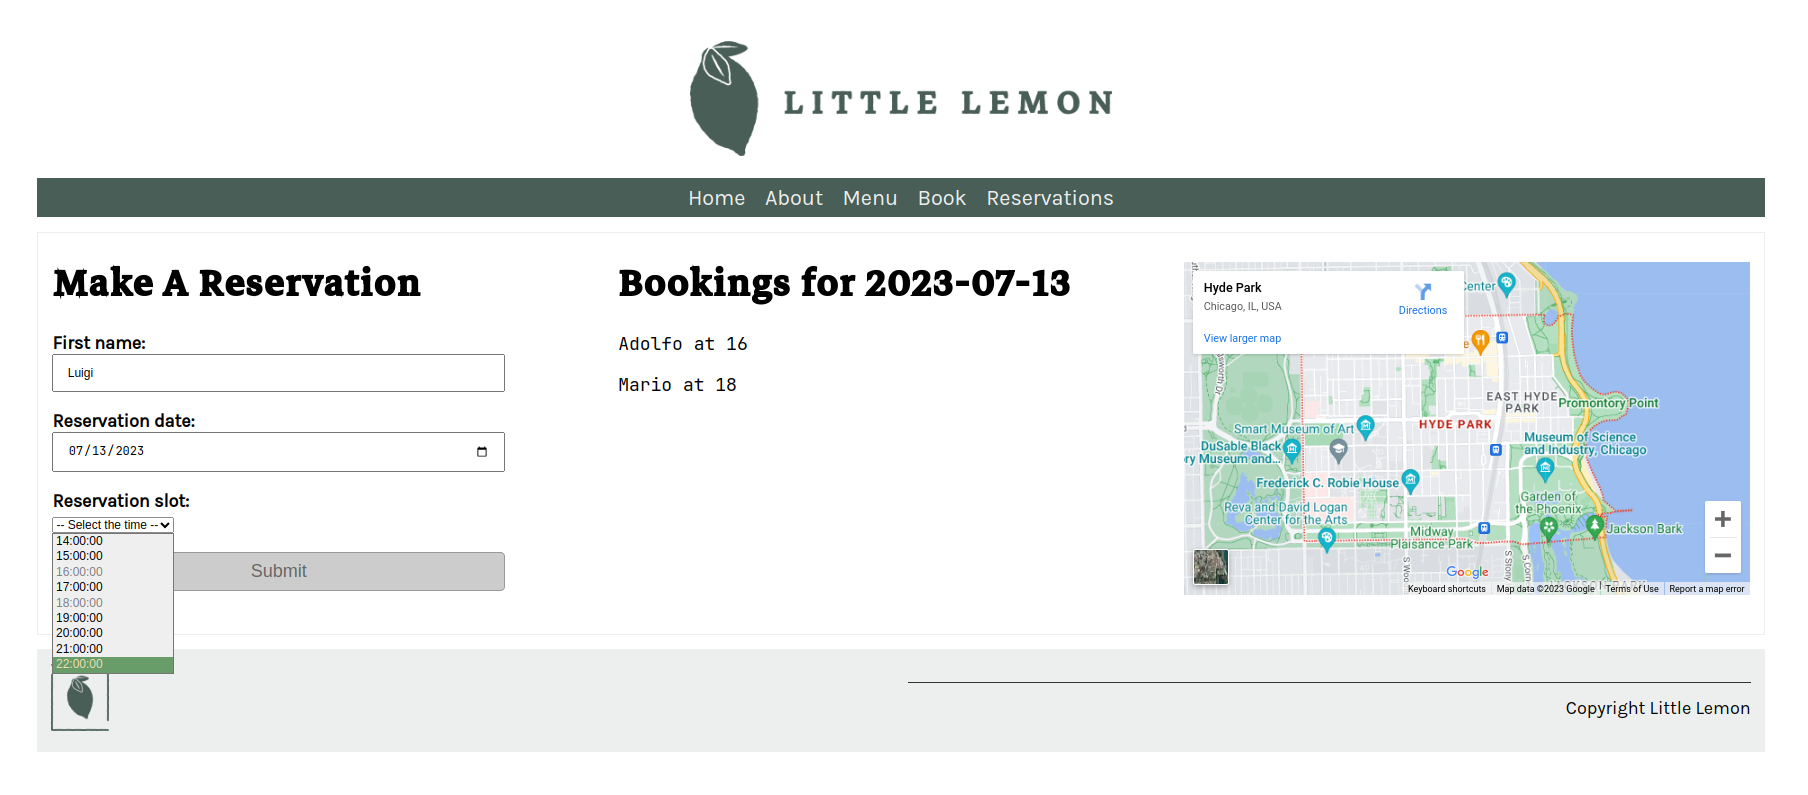 LITTLE LEMON
Home About Menu Book Reservations
Make A Reservation
First name:
Luigi
Reservation date:
07/13/2023
Reservation slot:
-- Select the time --
14:00:00
15:00:00
16:00:00
17:00:00
18:00:00
19:00:00
20:00:00
21:00:00
22:00:00
Submit
Bookings for 2023-07-13
Adolfo at 16
Mario at 18
Hyde Park
Chicago, IL, USA
Directions
View larger map
Center
EAST HYDE
PARK
Promontory Point
HYDE PARK
Smart Museum of Art
DuSable Black
Museum and...
Museum of Science
and Industry, Chicago
Frederick C. Robie House
Reva and David Logan
Center for the Arts
Garden of
the Phoenix
Midway
Plaisance Park
Jackson Bark
Google
Keyboard shortcuts Map data ©2023 Google Terms of Use Report a map error
Copyright Little Lemon